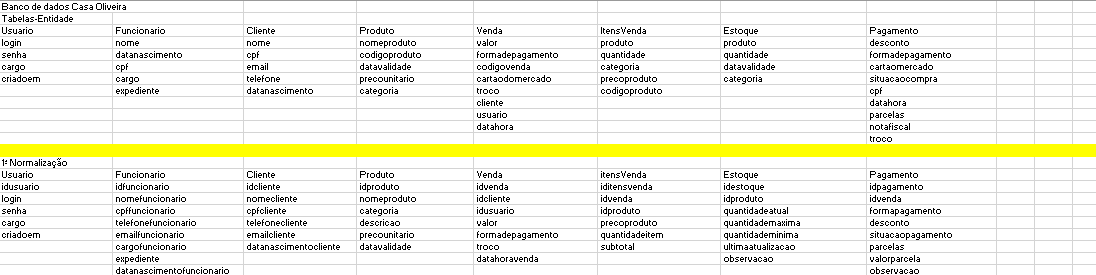 Banco de dados Casa Oliveira
Tabelas-Entidade
Usuario Funcionario Cliente Produto Venda ItensVenda Estoque Pagamento
login nome nome nomeproduto valor produto produto desconto
senha datanascimento cpf codigoproduto formadepagamento quantidade quantidade formadepagamento
cargo cpf email datavalidade codigovenda categoria datavalidade cartaomercado
criadoem cargo telefone precounitario cartaodomercado precoproduto categoria situacaocompra
expediente datanascimento categoria troco codigoproduto cpf
cliente datahora
usuario parcelas
datahora notafiscal
troco
1ª Normalização
Usuario Funcionario Cliente Produto Venda itensVenda Estoque Pagamento
idusuario idfuncionario idcliente idproduto idvenda iditensvenda idestoque idpagamento
login nomefuncionario nomecliente nomeproduto idcliente idvenda idproduto idvenda
senha cpffuncionario cpfcliente categoria idusuario idproduto quantidadeatual formapagamento
cargo telefonefuncionario telefonecliente descricao valor precoproduto quantidademaxima desconto
criadoem emailfuncionario emailcliente precounitario formadepagamento quantidadeitem quantidademinima situacaopagamento
cargofuncionario datanascimentocliente datavalidade troco subtotal ultimaatualizacao parcelas
expediente datahoravenda observacao valorparcela
datanascimentofuncionario observacao